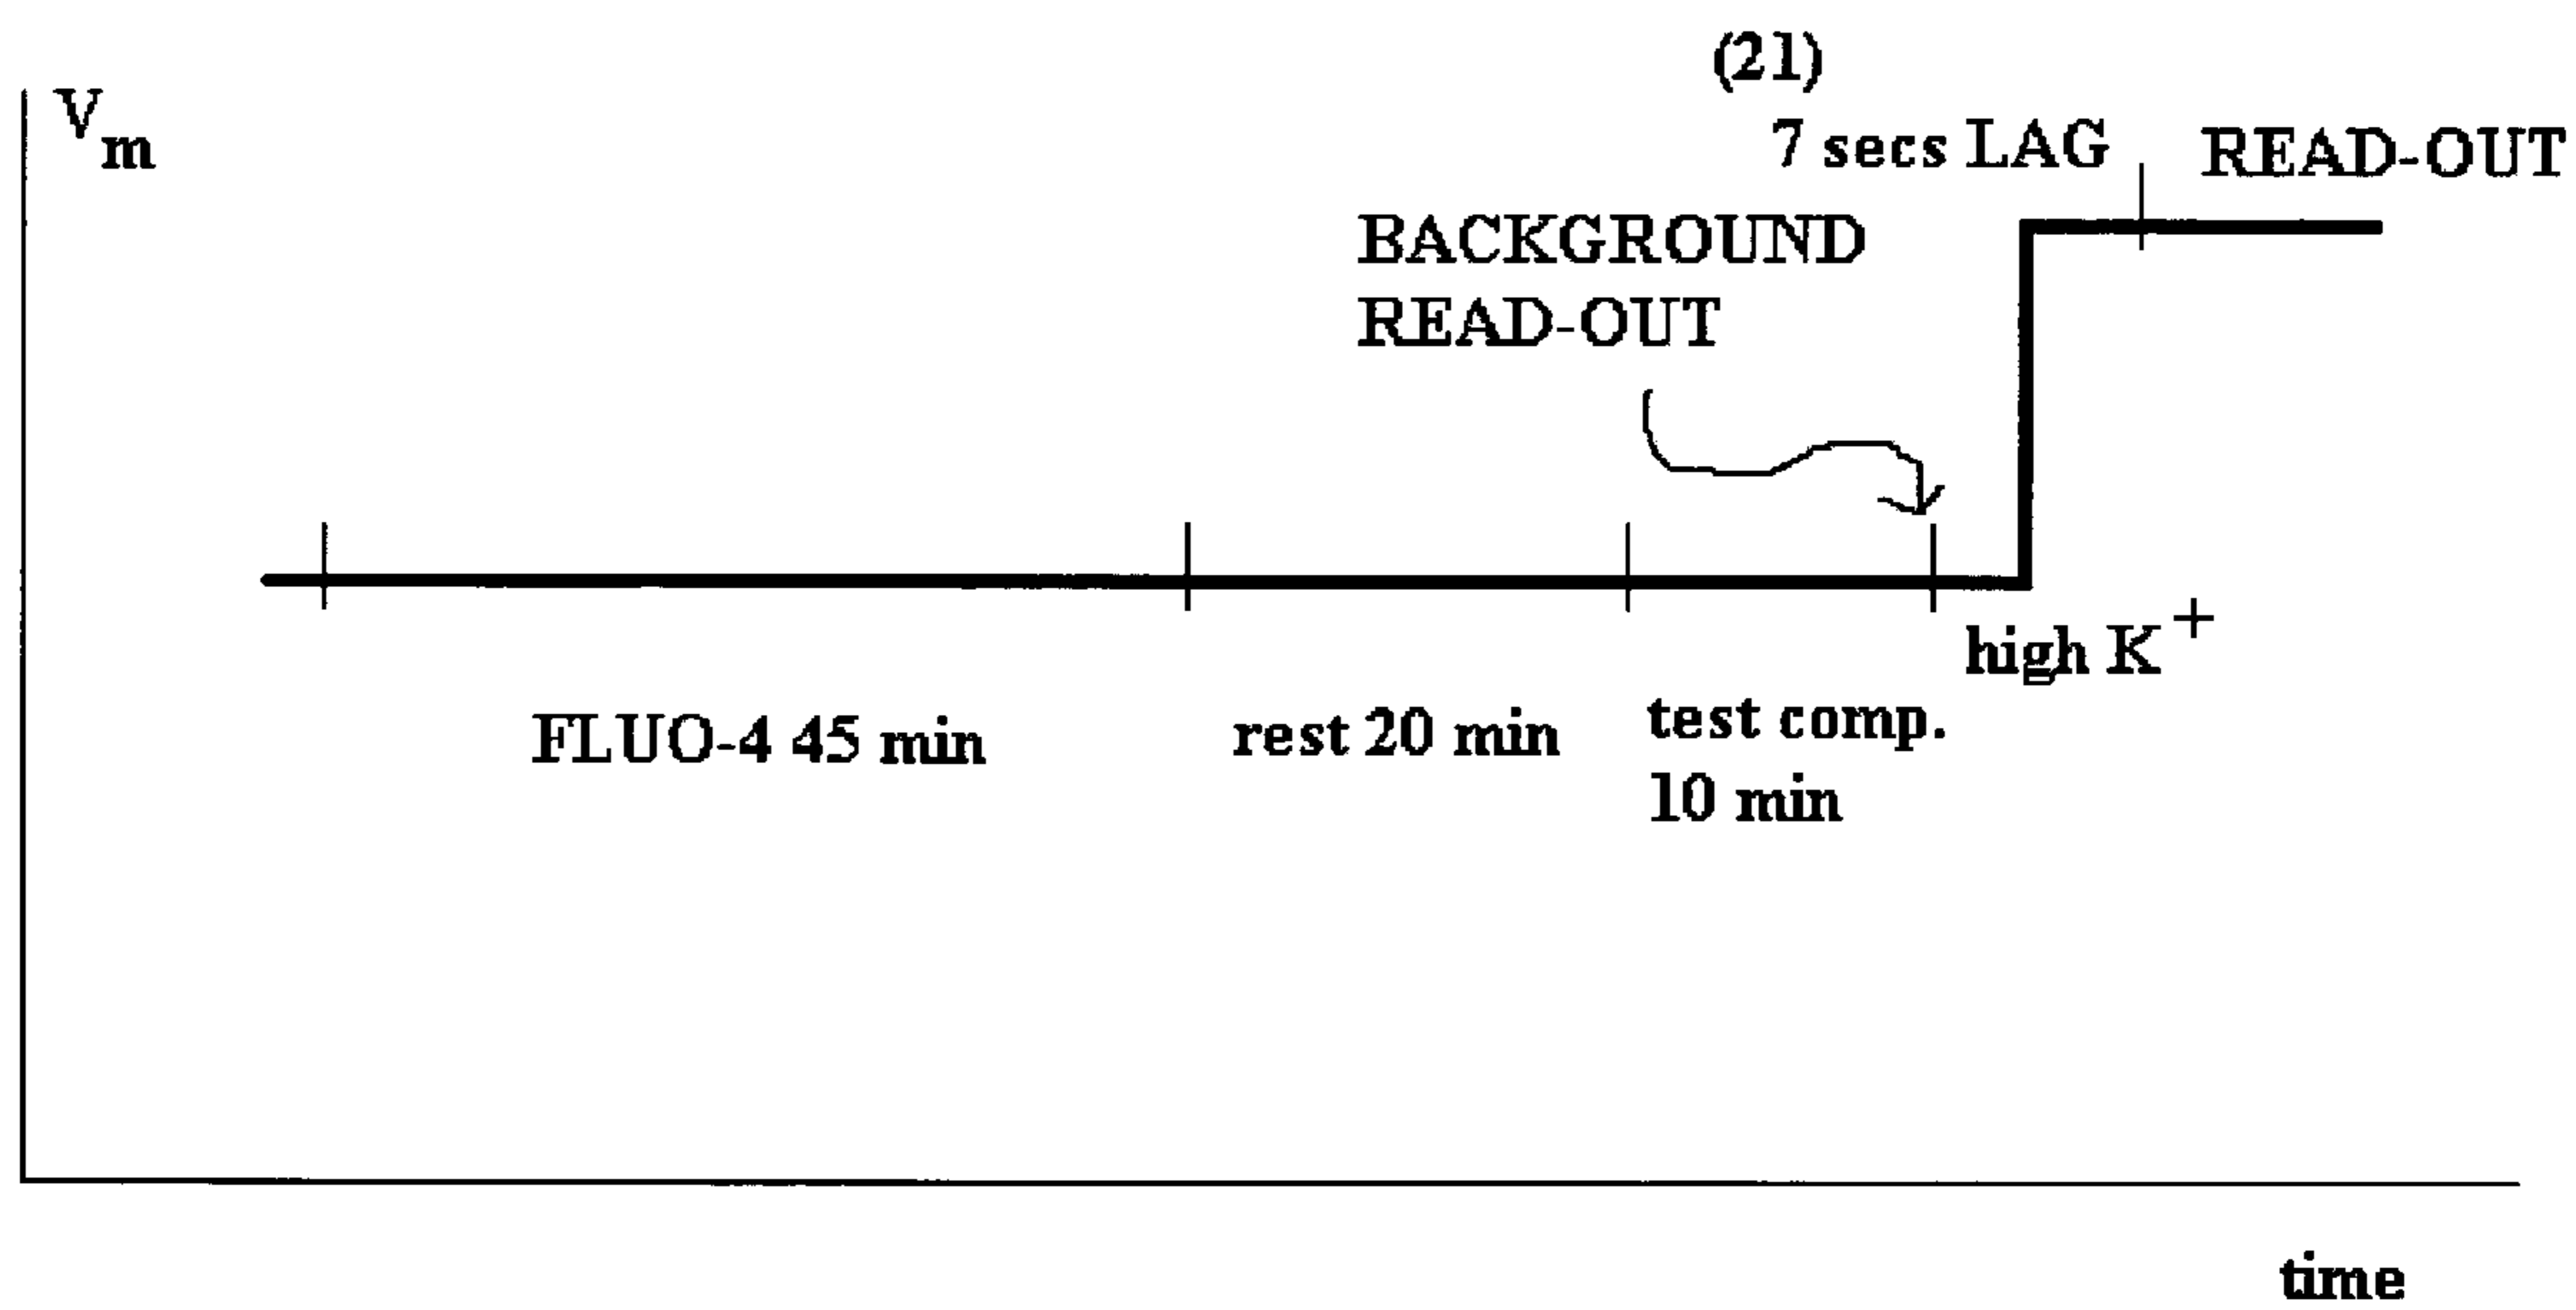 (21)
V_m
7 secs LAG
READ-OUT
BACKGROUND
READ-OUT
high K⁺
FLUO-4 45 min
rest 20 min
test comp.
10 min
time